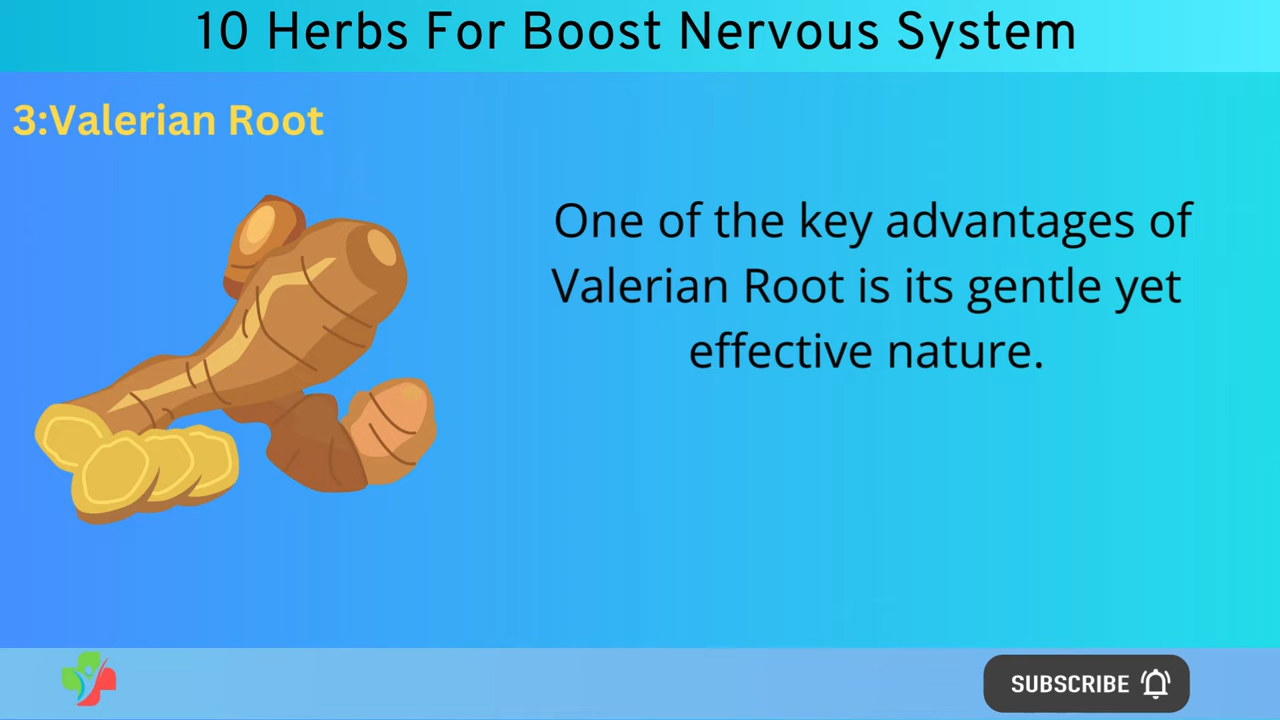 10 Herbs For Boost Nervous System
3:Valerian Root
One of the key advantages of
Valerian Root is its gentle yet
effective nature.
SUBSCRIBE